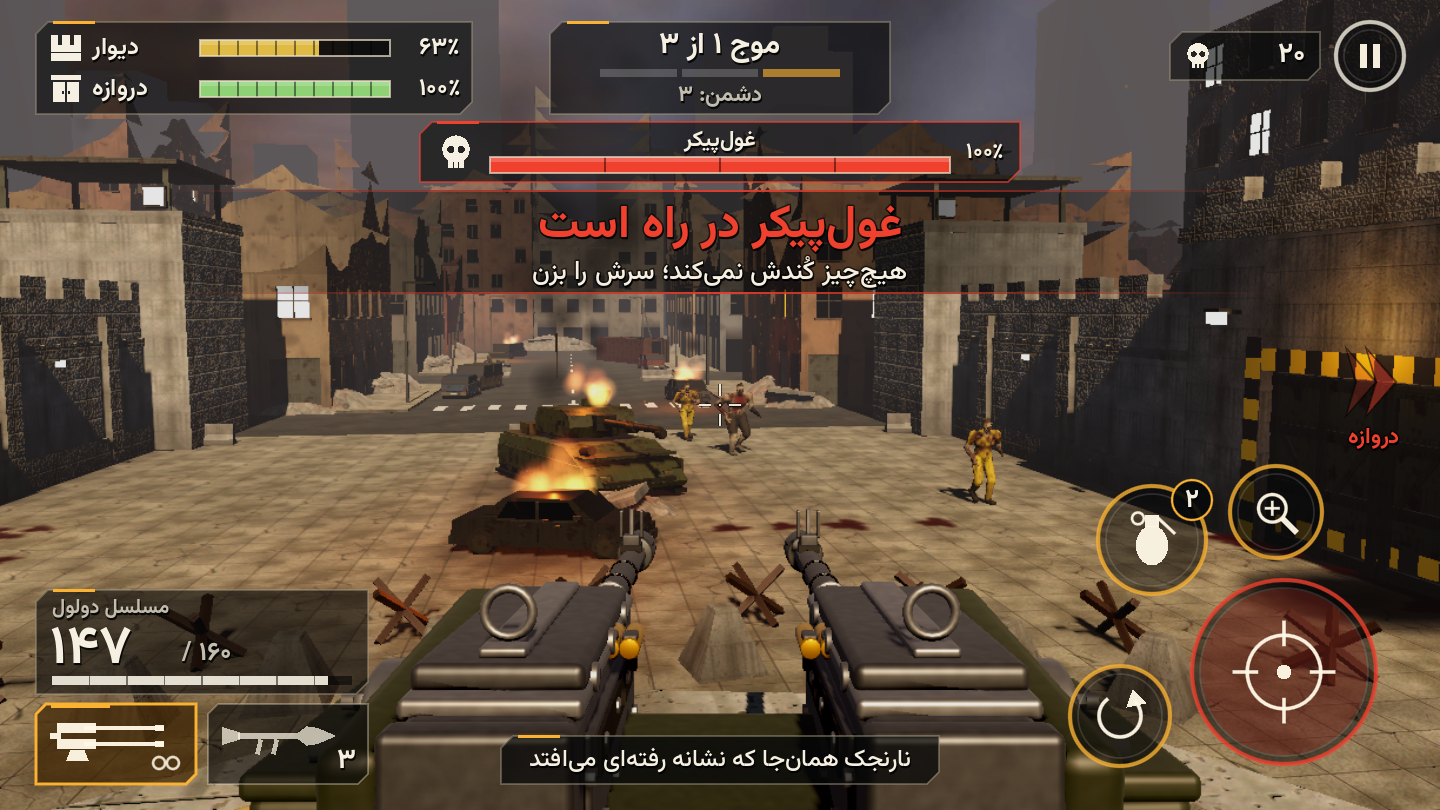 دیوار ۶۳٪
دروازه ۱۰۰٪
موج ۱ از ۳
دشمن: ۳
۲۰
غول‌پیکر
۱۰۰٪
غول‌پیکر در راه است
هیچ‌چیز کُندش نمی‌کند؛ سرش را بزن
دروازه
۲
مسلسل دولول
۱۴۷ / ۱۶۰
∞
۳
نارنجک همان‌جا که نشانه رفته‌ای می‌افتد